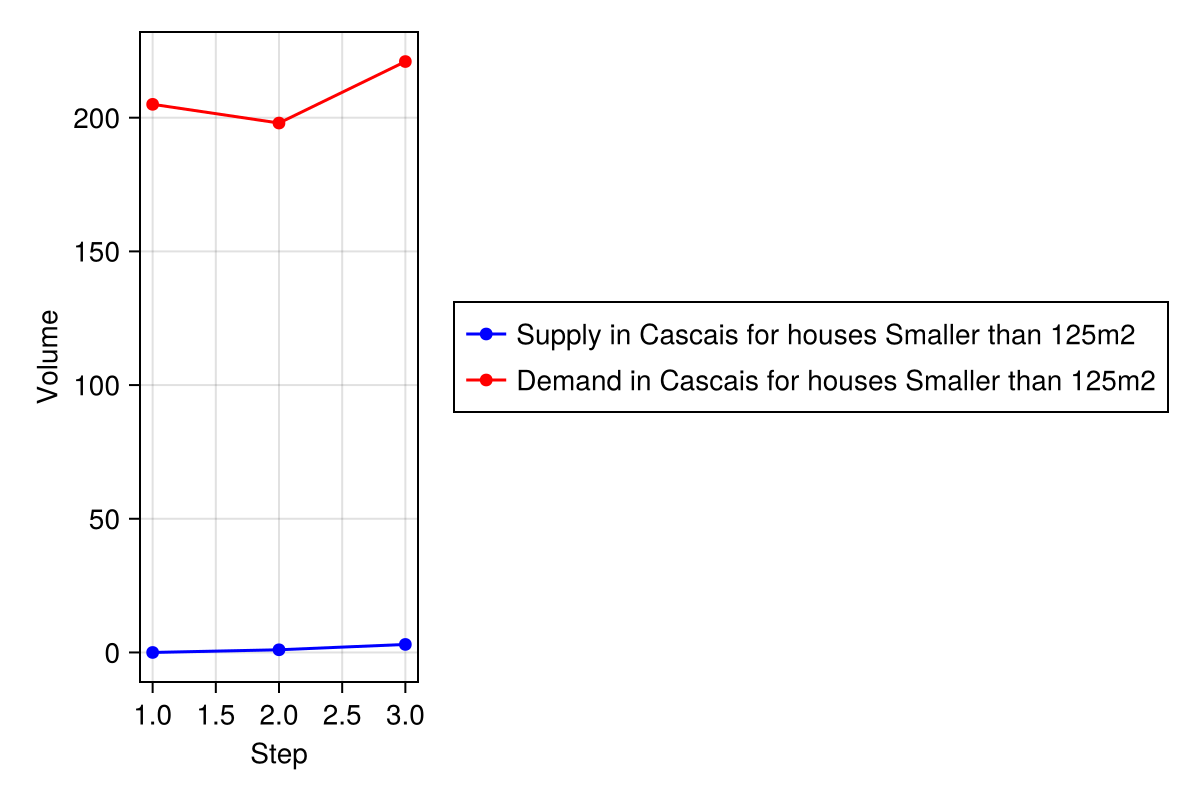 200
150
100
50
0
Volume
1.0 1.5 2.0 2.5 3.0
Step
Supply in Cascais for houses Smaller than 125m2
Demand in Cascais for houses Smaller than 125m2